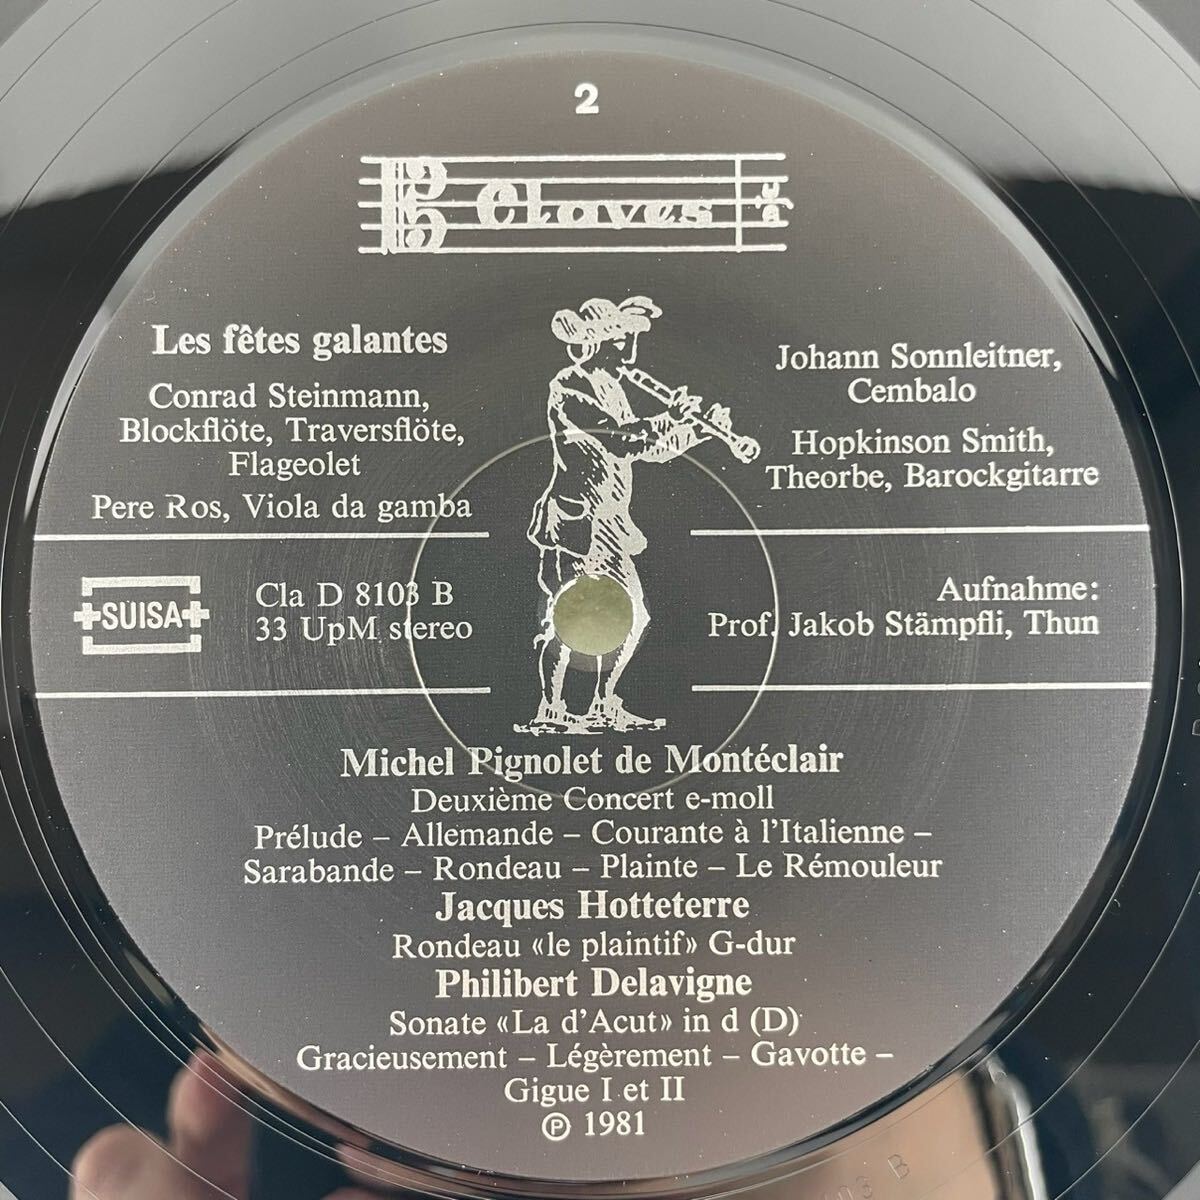 2
Claves
Les fêtes galantes
Conrad Steinmann,
Blockflöte, Traversflöte,
Flageolet
Pere Ros, Viola da gamba
Johann Sonnleitner,
Cembalo
Hopkinson Smith,
Theorbe, Barockgitarre
SUISA
Cla D 8103 B
33 UpM stereo
Aufnahme:
Prof. Jakob Stämpfli, Thun
Michel Pignolet de Montéclair
Deuxième Concert e-moll
Prélude – Allemande – Courante à l'Italienne –
Sarabande – Rondeau – Plainte – Le Rémouleur
Jacques Hotteterre
Rondeau «le plaintif» G-dur
Philibert Delavigne
Sonate «La d'Acut» in d (D)
Gracieusement – Légèrement – Gavotte –
Gigue I et II
Ⓟ 1981